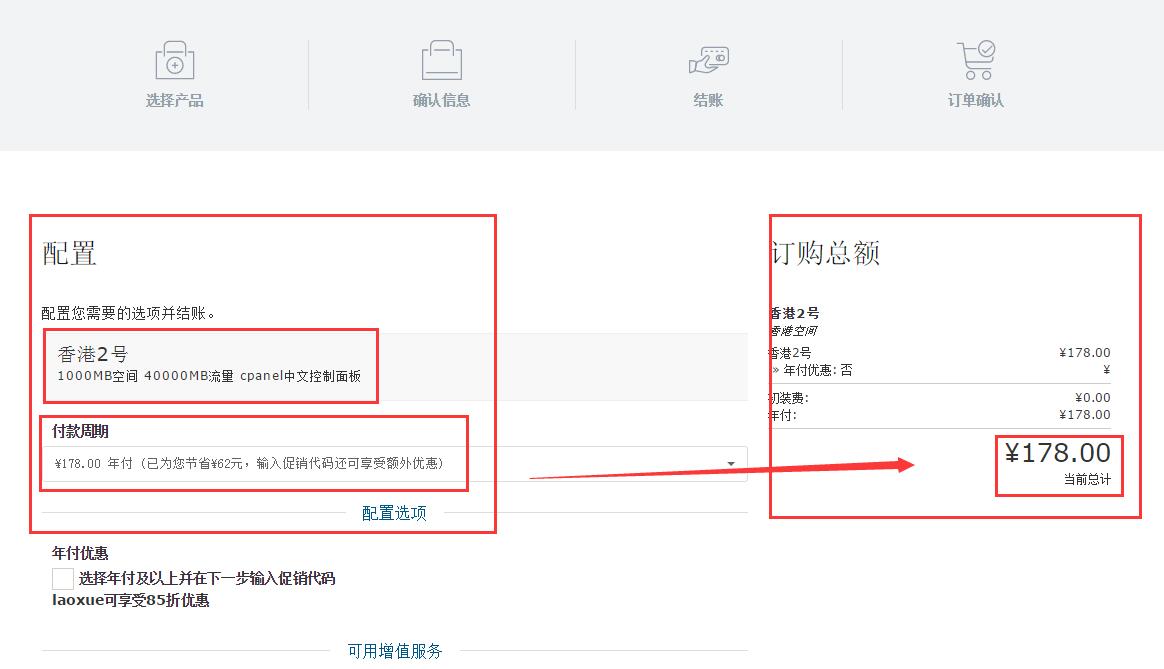 选择产品
确认信息
结账
订单确认
配置
配置您需要的选项并结账。
香港2号
1000MB空间 40000MB流量 cpanel中文控制面板
付款周期
¥178.00 年付（已为您节省¥62元，输入促销代码还可享受额外优惠）
配置选项
年付优惠
选择年付及以上并在下一步输入促销代码
laoxue可享受85折优惠
可用增值服务
订购总额
香港2号
香港空间
香港2号 ¥178.00
» 年付优惠: 否 ¥
初装费: ¥0.00
年付: ¥178.00
¥178.00
当前总计